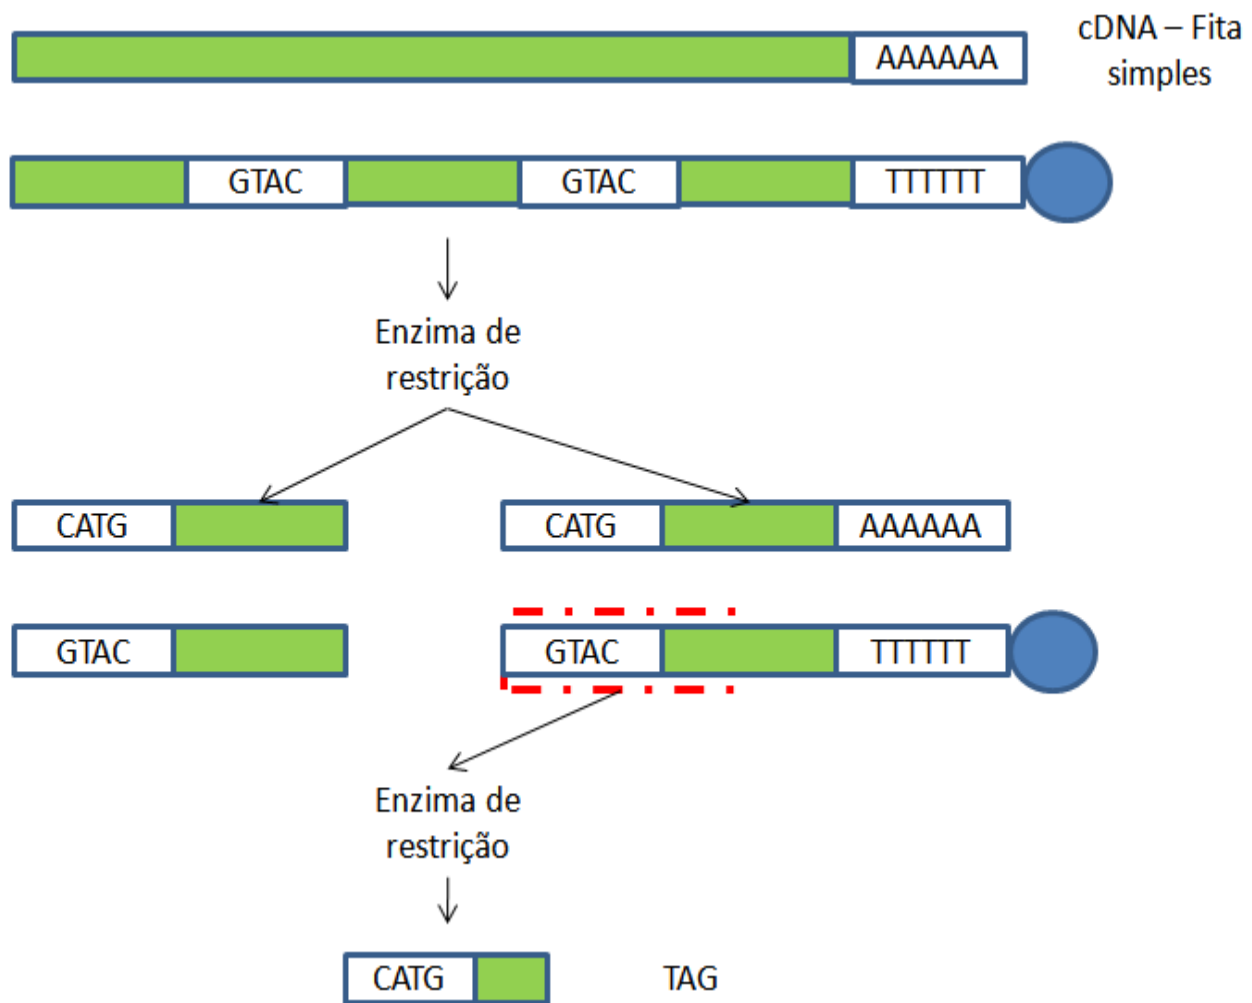 AAAAAA
cDNA – Fita
simples
GTAC GTAC TTTTTT
Enzima de
restrição
CATG CATG AAAAAA
GTAC GTAC TTTTTT
Enzima de
restrição
CATG TAG